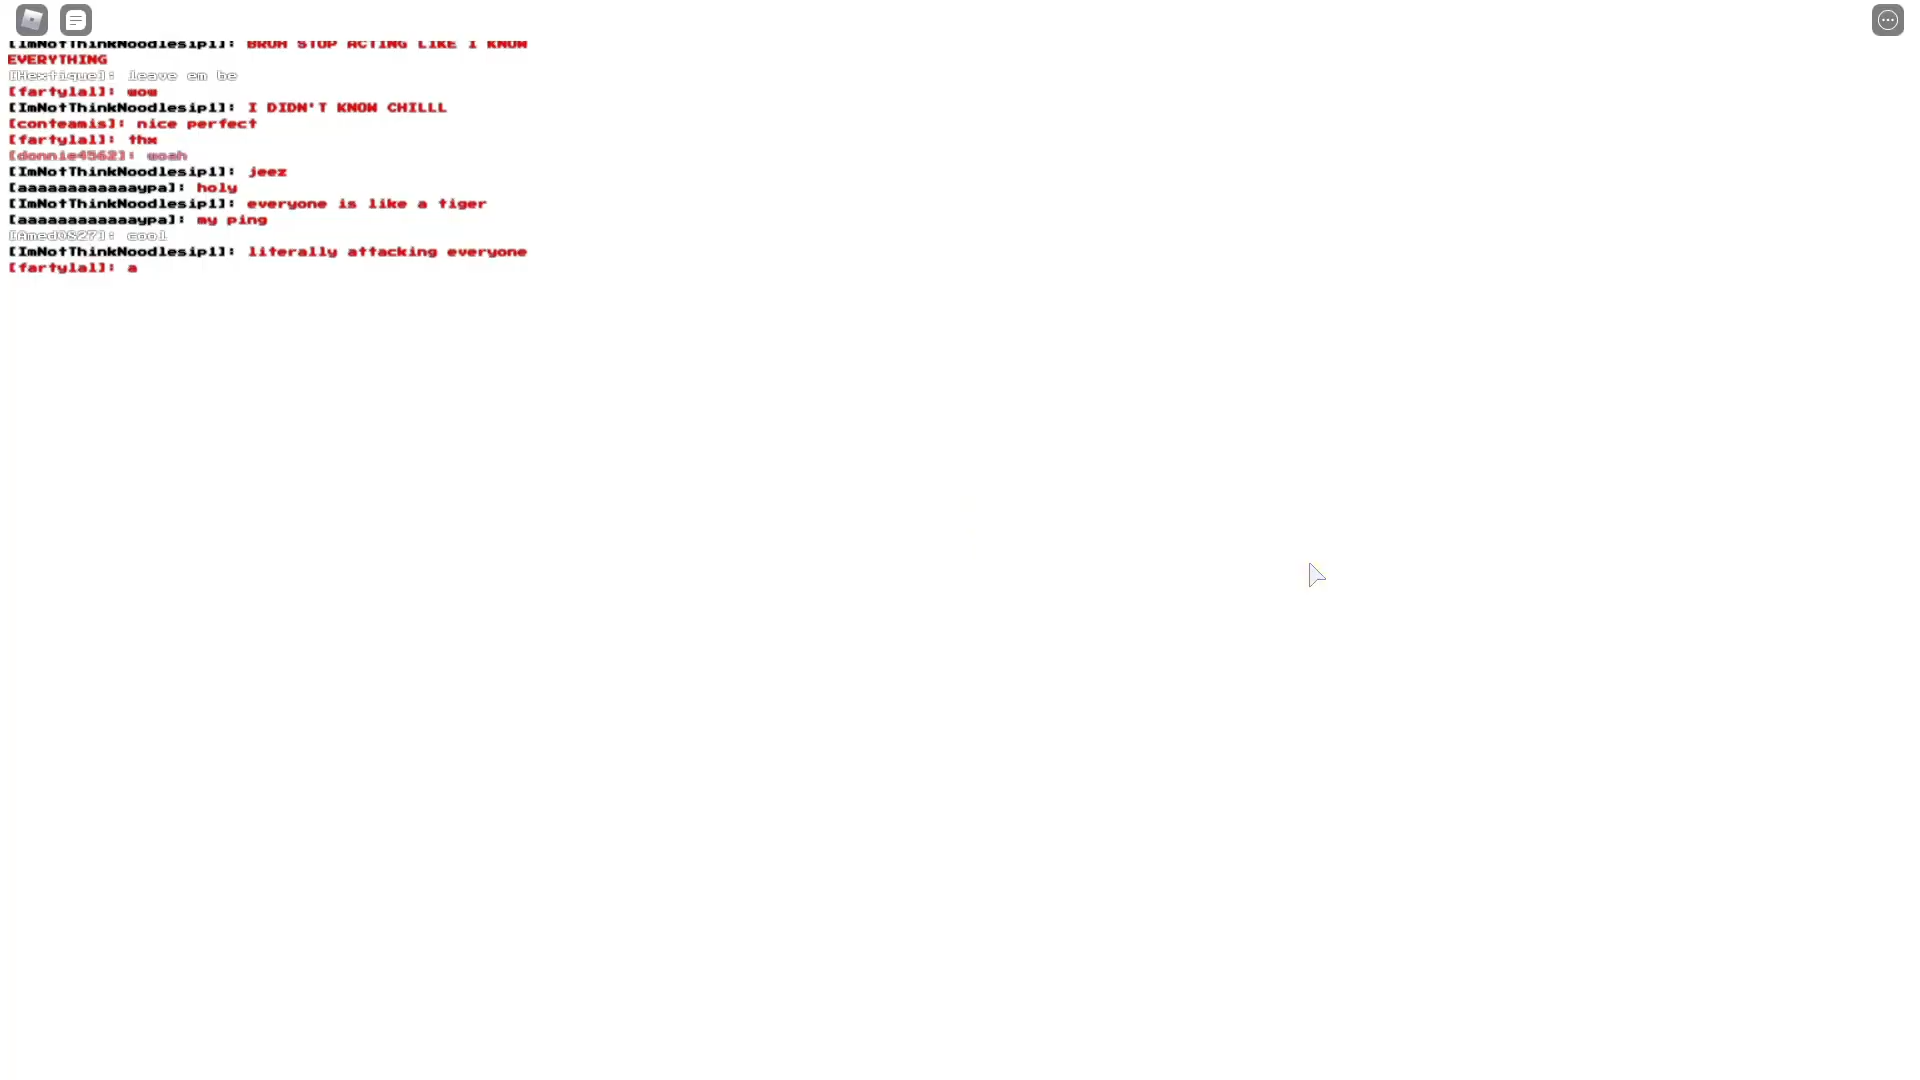 [ImNotThinkNoodlesip1]: BRUH STOP ACTING LIKE I KNOW
EVERYTHING
[Hextique]: leave em be
[fartylal]: wow
[ImNotThinkNoodlesip1]: I DIDN'T KNOW CHILLL
[conteamis]: nice perfect
[fartylal]: thx
[donnie4562]: woah
[ImNotThinkNoodlesip1]: jeez
[aaaaaaaaaaaaypa]: holy
[ImNotThinkNoodlesip1]: everyone is like a tiger
[aaaaaaaaaaaaypa]: my ping
[AmedOS27]: cool
[ImNotThinkNoodlesip1]: literally attacking everyone
[fartylal]: a